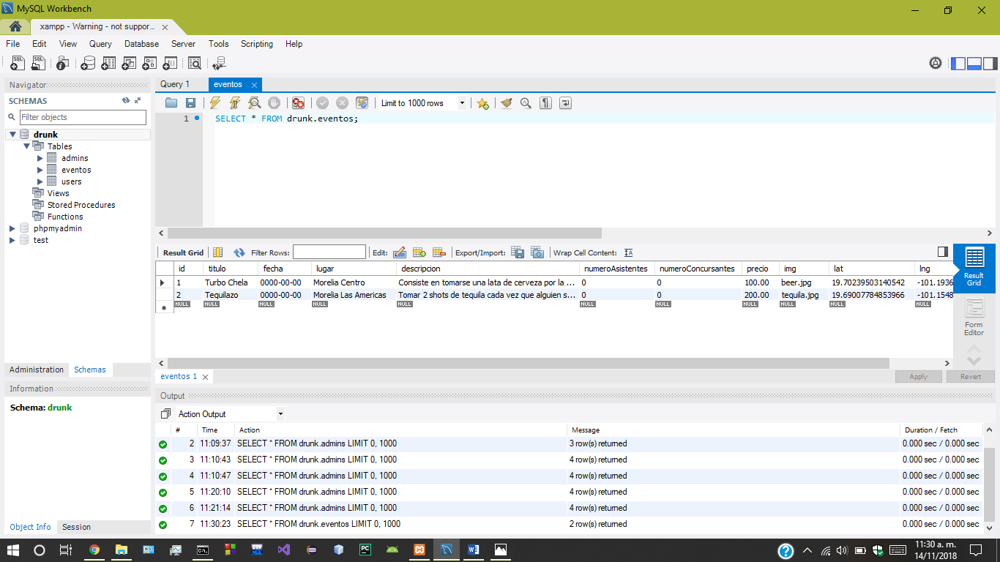 MySQL Workbench
xampp - Warning - not suppor...
File Edit View Query Database Server Tools Scripting Help
Navigator
SCHEMAS
Filter objects
drunk
Tables
admins
eventos
users
Views
Stored Procedures
Functions
phpmyadmin
test
Administration Schemas
Information
Schema: drunk
Object Info Session
Query 1 eventos
Limit to 1000 rows
1 SELECT * FROM drunk.eventos;
Result Grid Filter Rows: Edit: Export/Import: Wrap Cell Content:
id titulo fecha lugar descripcion numeroAsistentes numeroConcursantes precio img lat lng
1 Turbo Chela 0000-00-00 Morelia Centro Consiste en tomarse una lata de cerveza por la ... 0 0 100.00 beer.jpg 19.70239503140542 -101.1936
2 Tequilazo 0000-00-00 Morelia Las Americas Tomar 2 shots de tequila cada vez que alguien s... 0 0 200.00 tequila.jpg 19.69007784853966 -101.1548
NULL NULL NULL NULL NULL NULL NULL NULL NULL NULL NULL
Result Grid
Form Editor
eventos 1 Apply Revert
Output
Action Output
# Time Action Message Duration / Fetch
2 11:09:37 SELECT * FROM drunk.admins LIMIT 0, 1000 3 row(s) returned 0.000 sec / 0.000 sec
3 11:10:43 SELECT * FROM drunk.admins LIMIT 0, 1000 4 row(s) returned 0.000 sec / 0.000 sec
4 11:10:47 SELECT * FROM drunk.admins LIMIT 0, 1000 4 row(s) returned 0.000 sec / 0.000 sec
5 11:20:10 SELECT * FROM drunk.admins LIMIT 0, 1000 4 row(s) returned 0.000 sec / 0.000 sec
6 11:21:14 SELECT * FROM drunk.admins LIMIT 0, 1000 4 row(s) returned 0.000 sec / 0.000 sec
7 11:30:23 SELECT * FROM drunk.eventos LIMIT 0, 1000 2 row(s) returned 0.000 sec / 0.000 sec
11:30 a. m.
14/11/2018